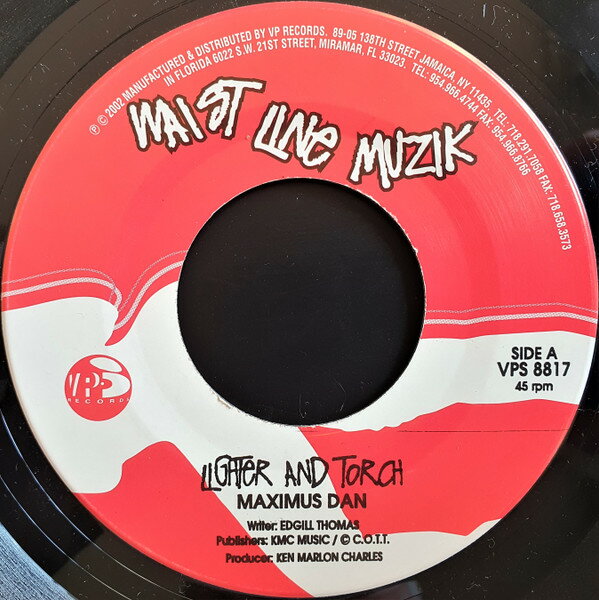 ℗ © 2002 MANUFACTURED & DISTRIBUTED BY VP RECORDS. 89-05 138TH STREET JAMAICA, NY 11435, TEL: 718.291.7058 FAX: 718.658.3573
IN FLORIDA 6022 S.W. 21ST STREET, MIRAMAR, FL 33023. TEL: 954.966.4744 FAX: 954.966.8766
WAIST LINE MUZIK
SIDE A
VPS 8817
45 rpm
VP
RECORDS
LIGHTER AND TORCH
MAXIMUS DAN
Writer: EDGILL THOMAS
Publishers: KMC MUSIC / © C.O.T.T.
Producer: KEN MARLON CHARLES